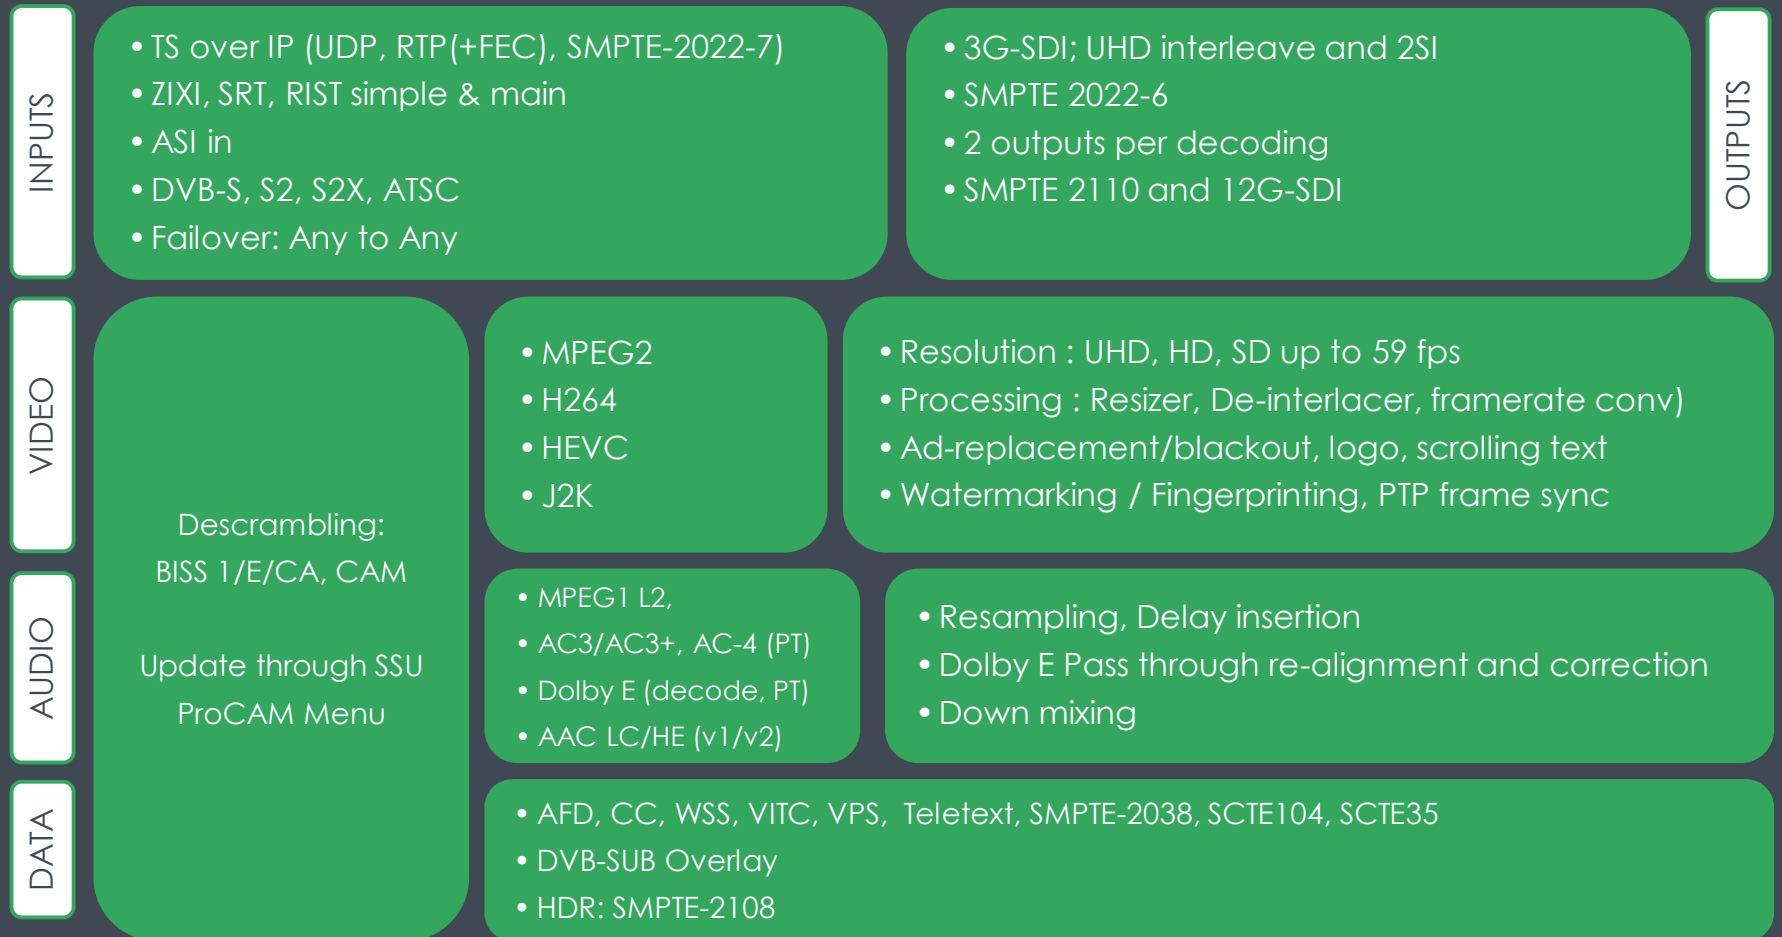 INPUTS
• TS over IP (UDP, RTP(+FEC), SMPTE-2022-7)
• ZIXI, SRT, RIST simple & main
• ASI in
• DVB-S, S2, S2X, ATSC
• Failover: Any to Any
• 3G-SDI; UHD interleave and 2SI
• SMPTE 2022-6
• 2 outputs per decoding
• SMPTE 2110 and 12G-SDI
OUTPUTS
VIDEO
AUDIO
DATA
Descrambling:
BISS 1/E/CA, CAM
Update through SSU
ProCAM Menu
• MPEG2
• H264
• HEVC
• J2K
• Resolution : UHD, HD, SD up to 59 fps
• Processing : Resizer, De-interlacer, framerate conv)
• Ad-replacement/blackout, logo, scrolling text
• Watermarking / Fingerprinting, PTP frame sync
• MPEG1 L2,
• AC3/AC3+, AC-4 (PT)
• Dolby E (decode, PT)
• AAC LC/HE (v1/v2)
• Resampling, Delay insertion
• Dolby E Pass through re-alignment and correction
• Down mixing
• AFD, CC, WSS, VITC, VPS, Teletext, SMPTE-2038, SCTE104, SCTE35
• DVB-SUB Overlay
• HDR: SMPTE-2108